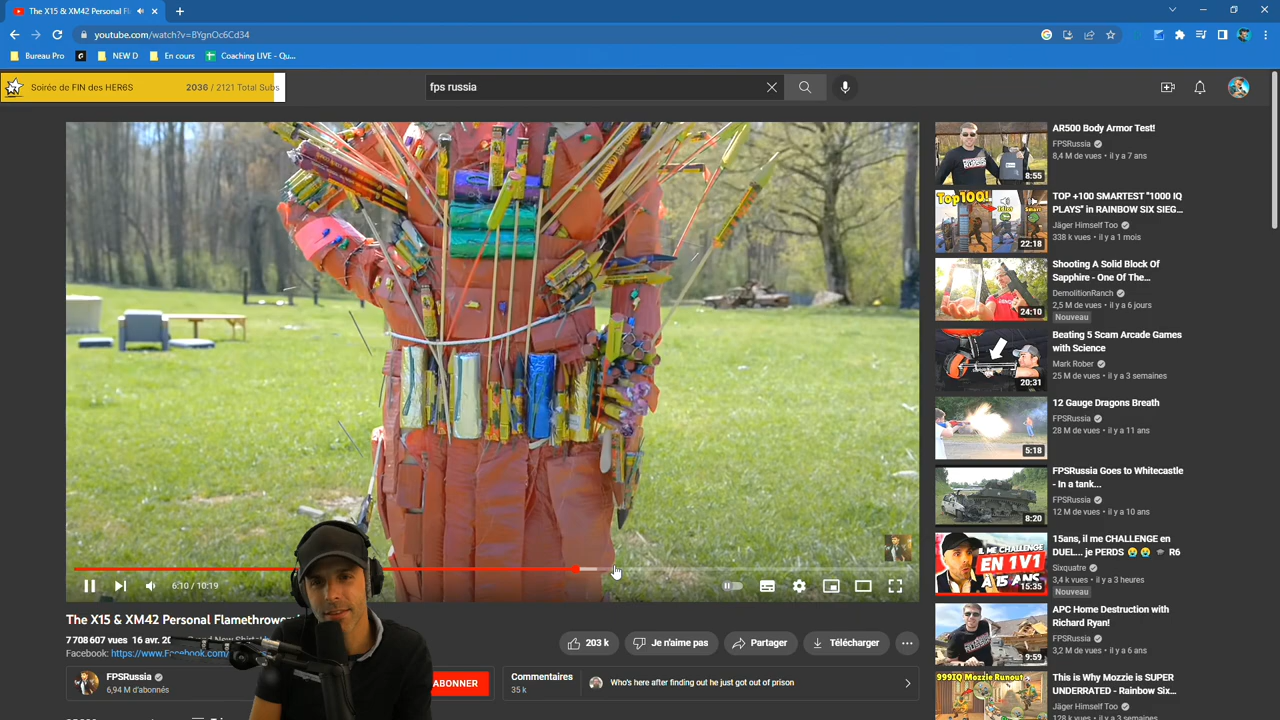 The X15 & XM42 Personal Fl
youtube.com/watch?v=BYgnOc6Cd34
Bureau Pro
NEW D
En cours
Coaching LIVE - Qu...
Soirée de FIN des HER6S
2036 / 2121 Total Subs
fps russia
6:10 / 10:19
The X15 & XM42 Personal Flamethrower
7 708 607 vues 16 avr. 20
Facebook: https://www.Facebook.com/
203 k
Je n'aime pas
Partager
Télécharger
FPSRussia
6,94 M d'abonnés
ABONNER
Commentaires
35 k
Who's here after finding out he just got out of prison
AR500 Body Armor Test!
FPSRussia
8,4 M de vues • il y a 7 ans
8:55
TOP +100 SMARTEST "1000 IQ
PLAYS" in RAINBOW SIX SIEG...
Jäger Himself Too
338 k vues • il y a 1 mois
Top100!
22:18
Shooting A Solid Block Of
Sapphire - One Of The...
DemolitionRanch
2,5 M de vues • il y a 6 jours
Nouveau
24:10
Beating 5 Scam Arcade Games
with Science
Mark Rober
25 M de vues • il y a 3 semaines
20:31
12 Gauge Dragons Breath
FPSRussia
28 M de vues • il y a 11 ans
5:18
FPSRussia Goes to Whitecastle
- In a tank...
FPSRussia
12 M de vues • il y a 10 ans
8:20
15ans, il me CHALLENGE en
DUEL... je PERDS 😭 😭 🌪 R6
Sixquatre
3,4 k vues • il y a 3 heures
Nouveau
IL ME CHALLENGE
EN 1V1
À 15 ANS
15:35
APC Home Destruction with
Richard Ryan!
FPSRussia
3,2 M de vues • il y a 6 ans
9:59
This is Why Mozzie is SUPER
UNDERRATED - Rainbow Six...
Jäger Himself Too
999IQ Mozzie Runout